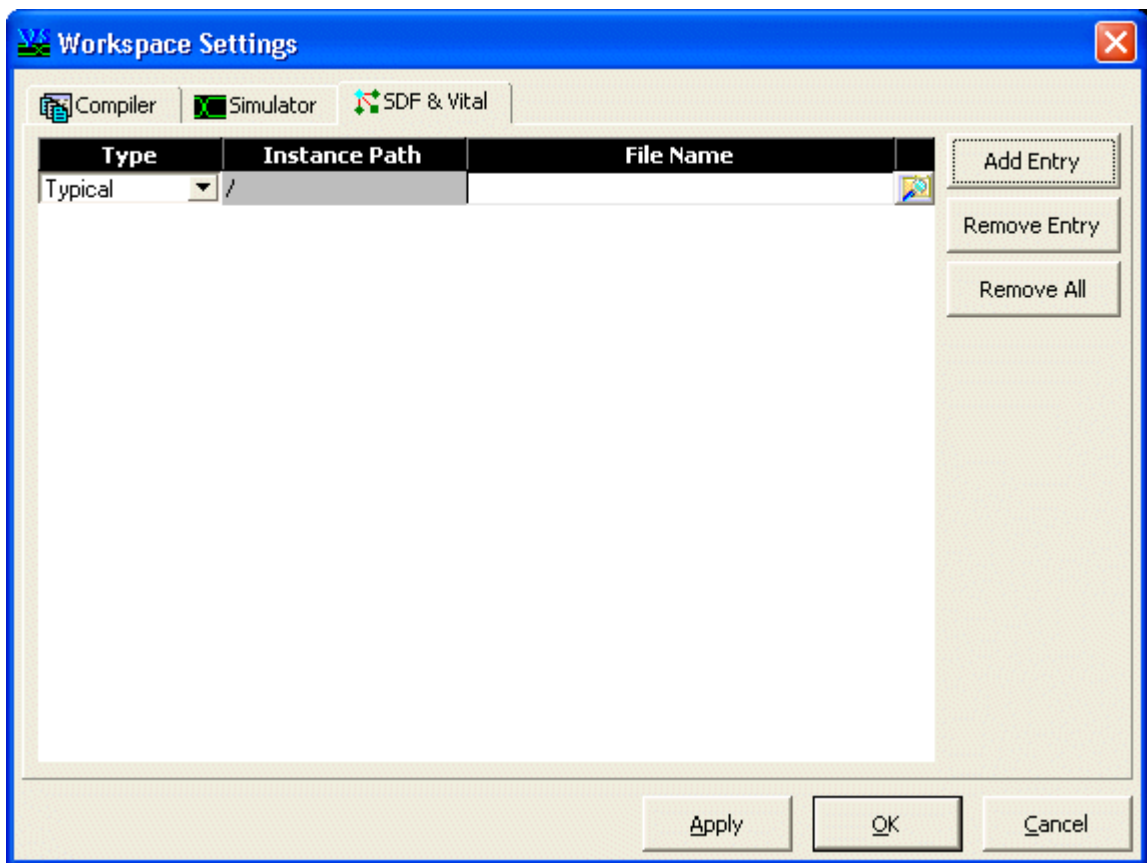 Workspace Settings
Compiler Simulator SDF & Vital
Type Instance Path File Name
Typical /
Add Entry
Remove Entry
Remove All
Apply OK Cancel